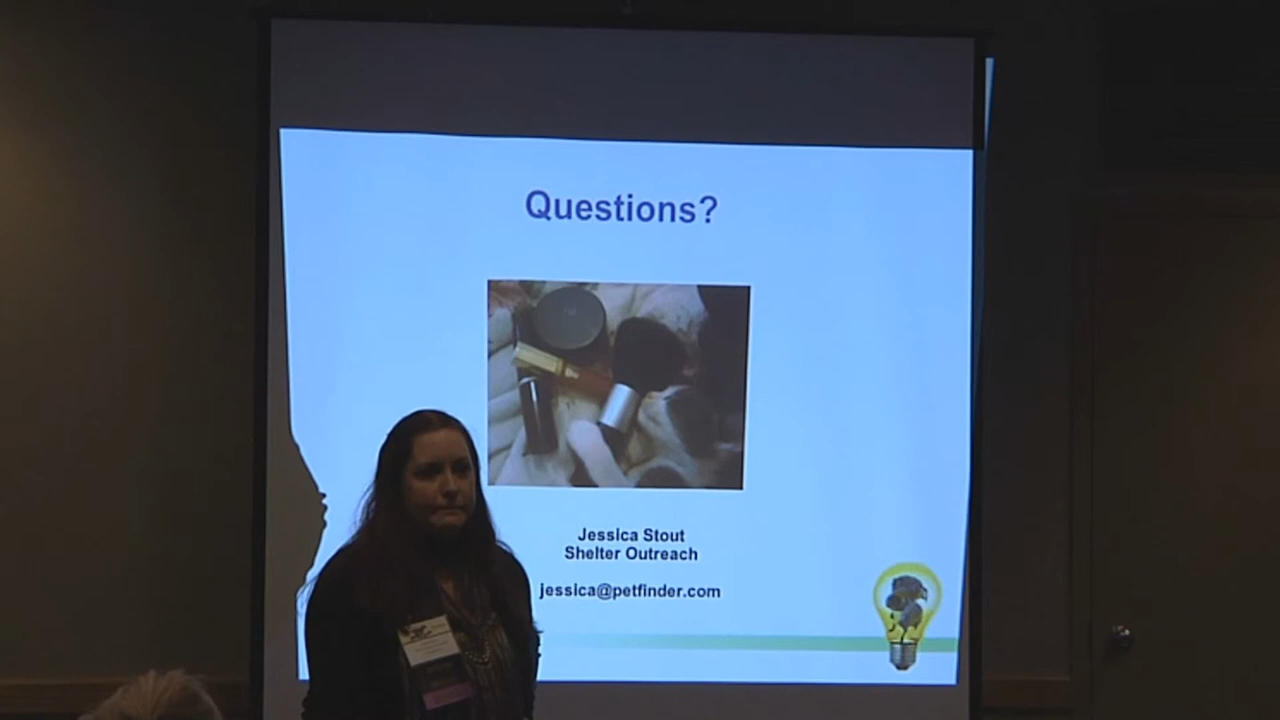 Questions?
Jessica Stout
Shelter Outreach
jessica@petfinder.com